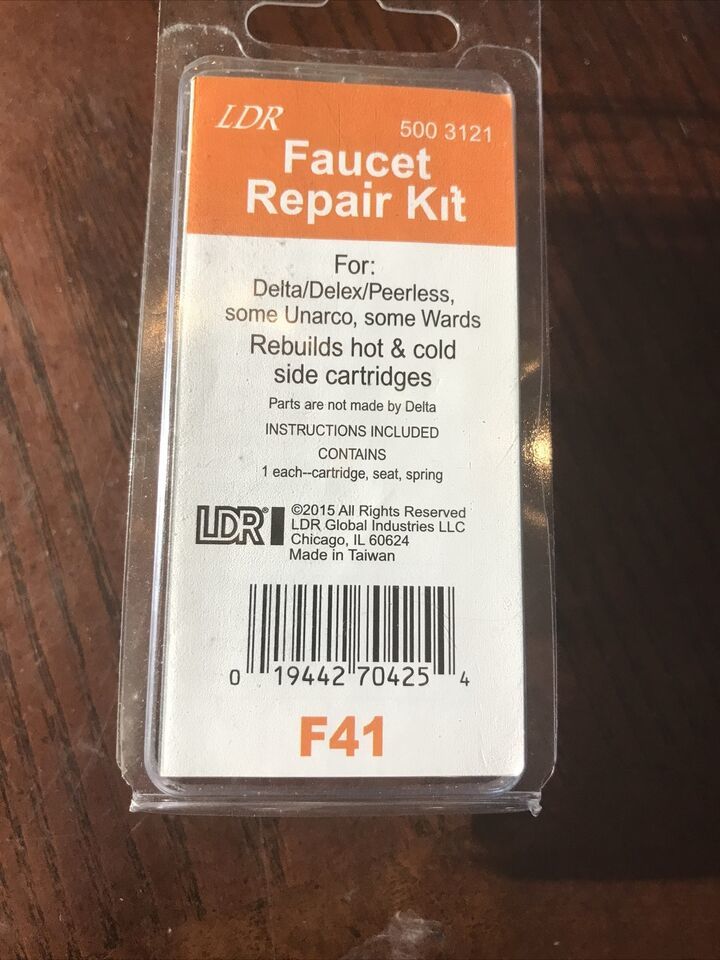 LDR
500 3121
Faucet
Repair Kit
For:
Delta/Delex/Peerless,
some Unarco, some Wards
Rebuilds hot & cold
side cartridges
Parts are not made by Delta
INSTRUCTIONS INCLUDED
CONTAINS
1 each--cartridge, seat, spring
LDR®
©2015 All Rights Reserved
LDR Global Industries LLC
Chicago, IL 60624
Made in Taiwan
0 19442 70425 4
F41